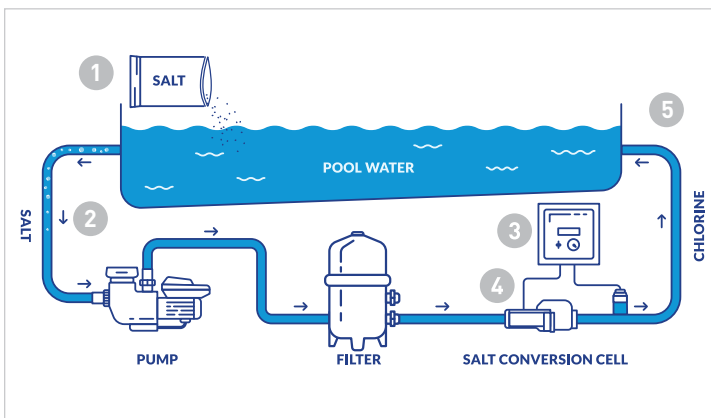 1
SALT
5
POOL WATER
SALT
2
3
CHLORINE
4
PUMP
FILTER
SALT CONVERSION CELL